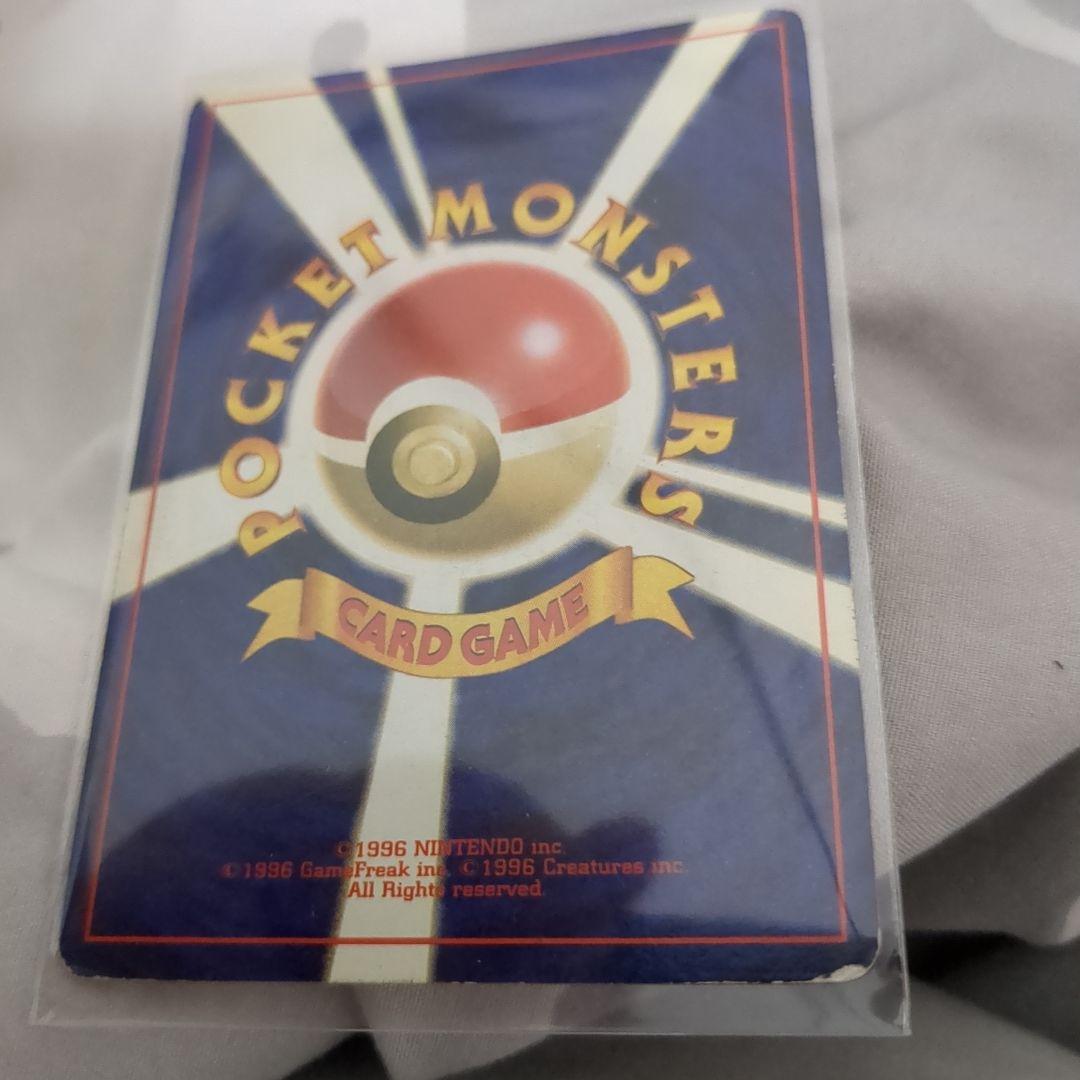 POCKET MONSTERS
CARD GAME
©1996 NINTENDO inc.
©1996 GameFreak inc. ©1996 Creatures inc.
All Rights reserved.